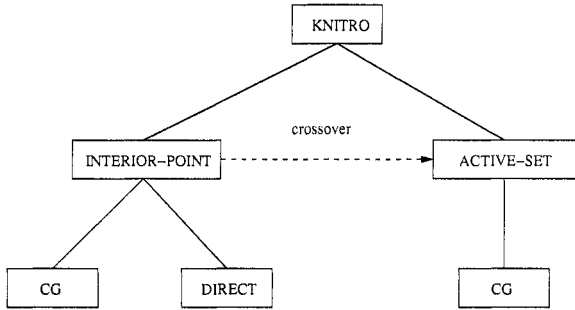 KNITRO
crossover
INTERIOR–POINT
ACTIVE–SET
CG
DIRECT
CG